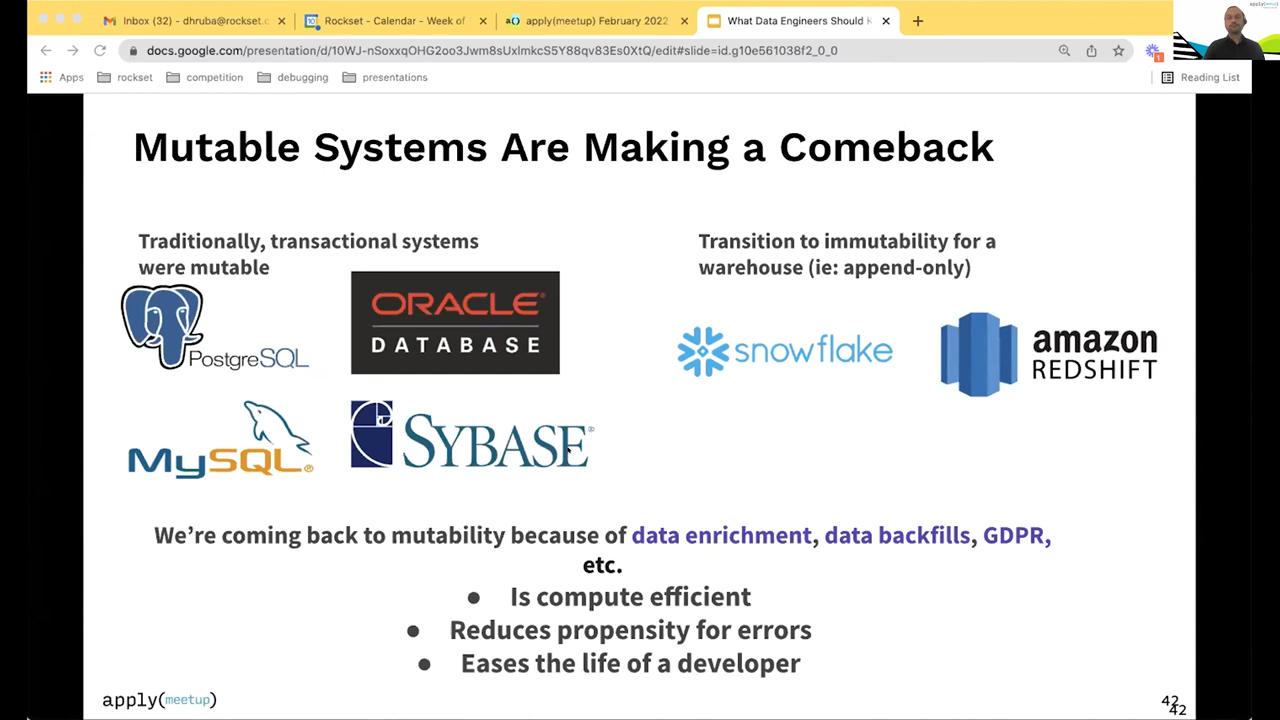 Inbox (32) - dhruba@rockset.c
Rockset - Calendar - Week of
apply(meetup) February 2022
What Data Engineers Should K
apply(meetup)
docs.google.com/presentation/d/10WJ-nSoxxqOHG2oo3Jwm8sUxlmkcS5Y88qv83Es0XtQ/edit#slide=id.g10e561038f2_0_0
1
Apps
rockset
competition
debugging
presentations
Reading List
Mutable Systems Are Making a Comeback
Traditionally, transactional systems
were mutable
PostgreSQL
ORACLE®
DATABASE
MySQL®
SYBASE®
Transition to immutability for a
warehouse (ie: append-only)
snowflake
amazon
REDSHIFT
We’re coming back to mutability because of data enrichment, data backfills, GDPR,
etc.
● Is compute efficient
● Reduces propensity for errors
● Eases the life of a developer
apply(meetup)
42
42